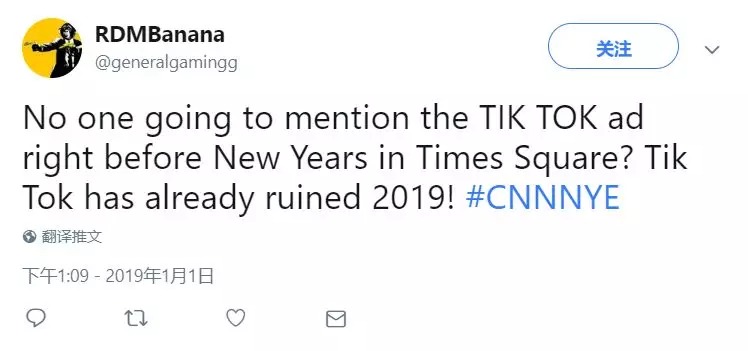 RDMBanana
@generalgamingg
关注
No one going to mention the TIK TOK ad
right before New Years in Times Square? Tik
Tok has already ruined 2019! #CNNNYE
翻译推文
下午1:09 - 2019年1月1日